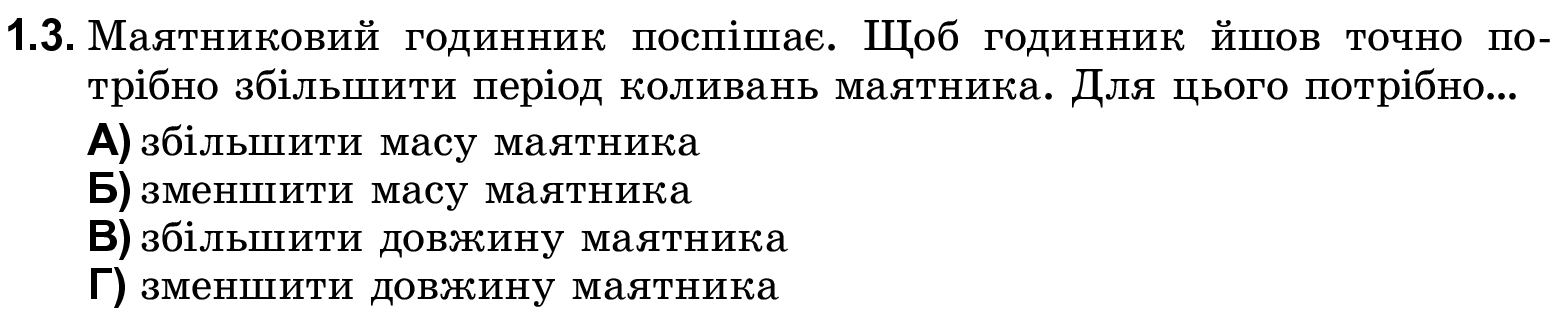 1.3. Маятниковий годинник поспішає. Щоб годинник йшов точно по-
трібно збільшити період коливань маятника. Для цього потрібно...
А) збільшити масу маятника
Б) зменшити масу маятника
В) збільшити довжину маятника
Г) зменшити довжину маятника